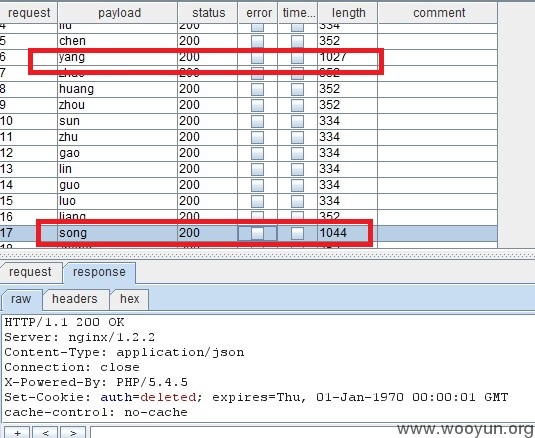 request payload status error time... length comment
200 334
5 chen 200 352
6 yang 200 1027
7 200
8 huang 200 352
9 zhou 200 352
10 sun 200 334
11 zhu 200 334
12 gao 200 334
13 lin 200 334
14 guo 200 334
15 luo 200 334
16 liang 200 352
17 song 200 1044
request response
raw headers hex
HTTP/1.1 200 OK
Server: nginx/1.2.2
Content-Type: application/json
Connection: close
X-Powered-By: PHP/5.4.5
Set-Cookie: auth=deleted; expires=Thu, 01-Jan-1970 00:00:01 GMT
cache-control: no-cache
www.wooyun.org
+ < >